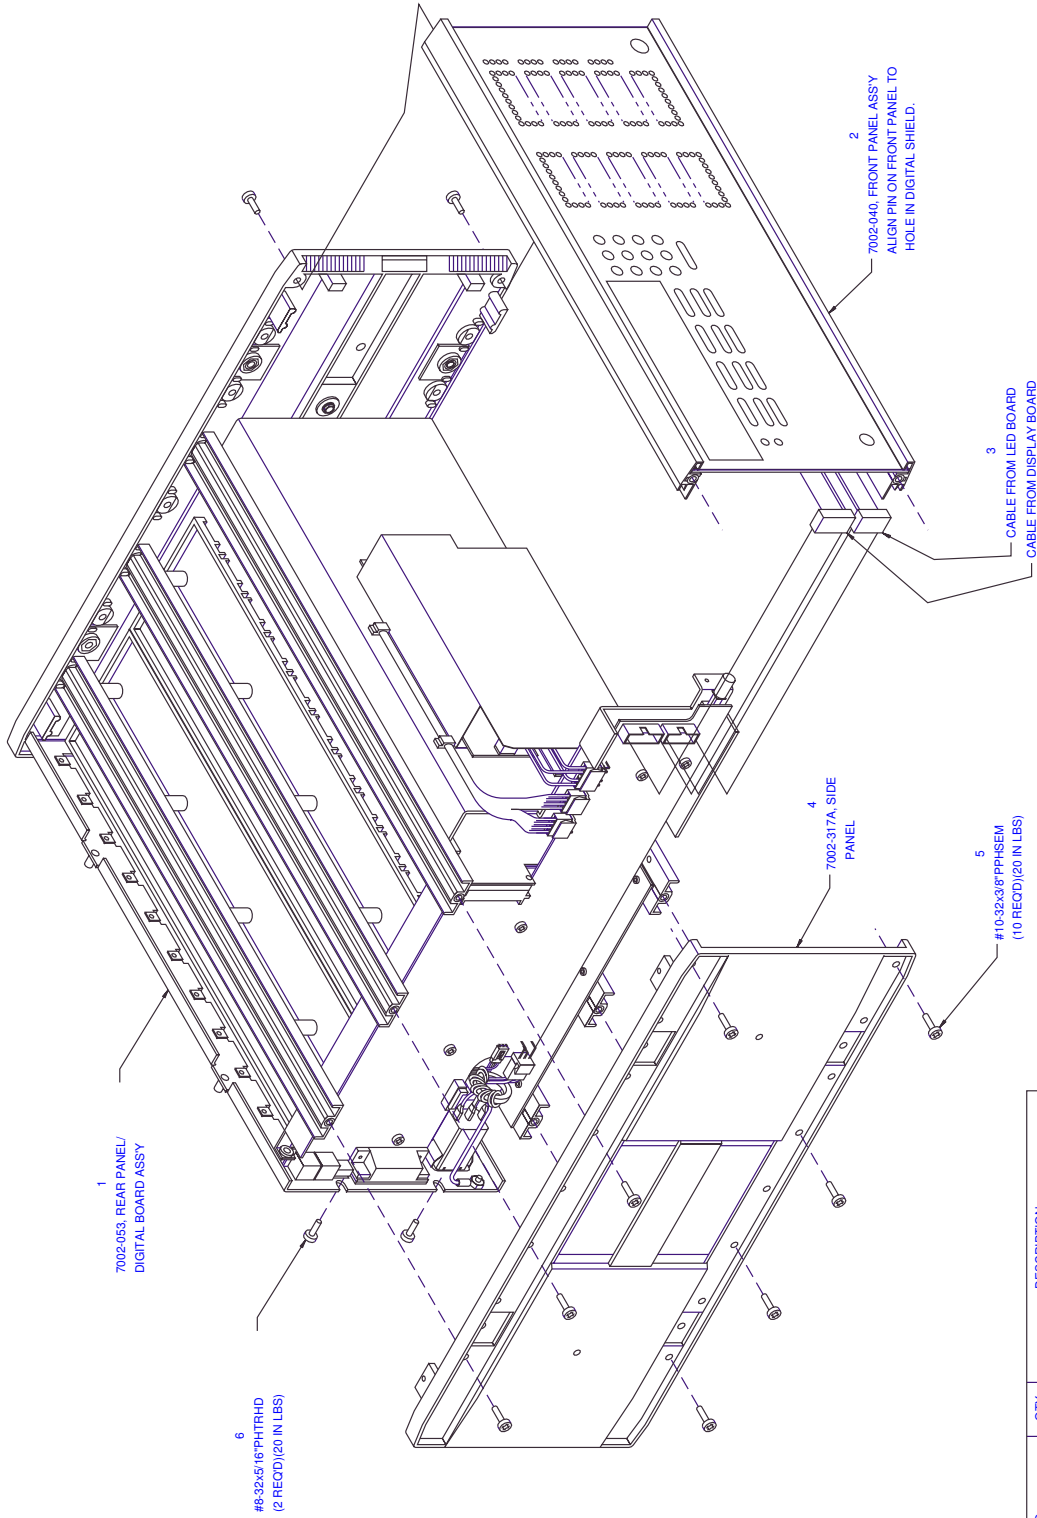 1
7002-053, REAR PANEL/
DIGITAL BOARD ASS'Y
2
7002-040, FRONT PANEL ASS'Y
ALIGN PIN ON FRONT PANEL TO
HOLE IN DIGITAL SHIELD.
3
CABLE FROM LED BOARD
CABLE FROM DISPLAY BOARD
4
7002-317A, SIDE
PANEL
5
#10-32x3/8"PPHSEM
(10 REQ'D)(20 IN LBS)
6
#8-32x5/16"PHTRHD
(2 REQ'D)(20 IN LBS)